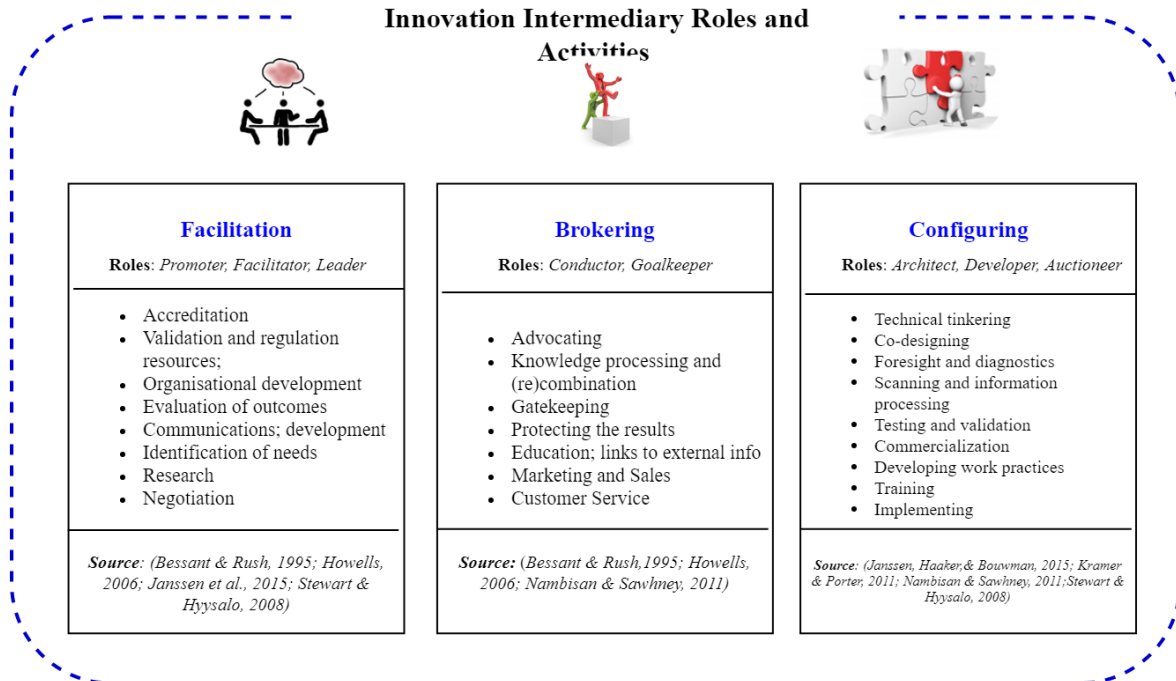 Innovation Intermediary Roles and
Activities
Facilitation
Roles: Promoter, Facilitator, Leader
• Accreditation
• Validation and regulation
resources;
• Organisational development
• Evaluation of outcomes
• Communications; development
• Identification of needs
• Research
• Negotiation
Source: (Bessant & Rush, 1995; Howells,
2006; Janssen et al., 2015; Stewart &
Hyysalo, 2008)
Brokering
Roles: Conductor, Goalkeeper
• Advocating
• Knowledge processing and
(re)combination
• Gatekeeping
• Protecting the results
• Education; links to external info
• Marketing and Sales
• Customer Service
Source: (Bessant & Rush,1995; Howells,
2006; Nambisan & Sawhney, 2011)
Configuring
Roles: Architect, Developer, Auctioneer
• Technical tinkering
• Co-designing
• Foresight and diagnostics
• Scanning and information
processing
• Testing and validation
• Commercialization
• Developing work practices
• Training
• Implementing
Source: (Janssen, Haaker,& Bouwman, 2015; Kramer
& Porter, 2011; Nambisan & Sawhney, 2011;Stewart &
Hyysalo, 2008)